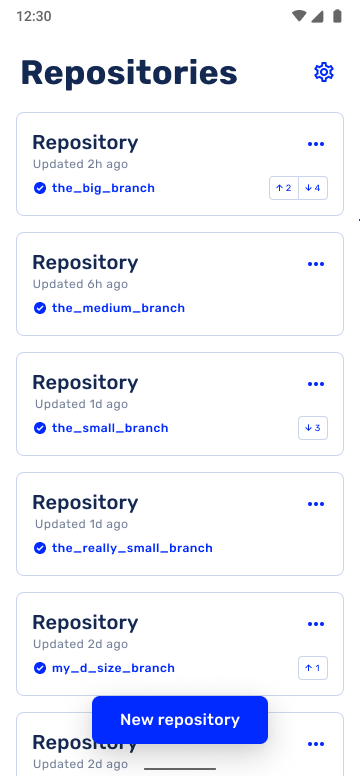 12:30
Repositories
Repository
Updated 2h ago
the_big_branch
2 4
Repository
Updated 6h ago
the_medium_branch
Repository
Updated 1d ago
the_small_branch
3
Repository
Updated 1d ago
the_really_small_branch
Repository
Updated 2d ago
my_d_size_branch
1
New repository
Repository
Updated 2d ago